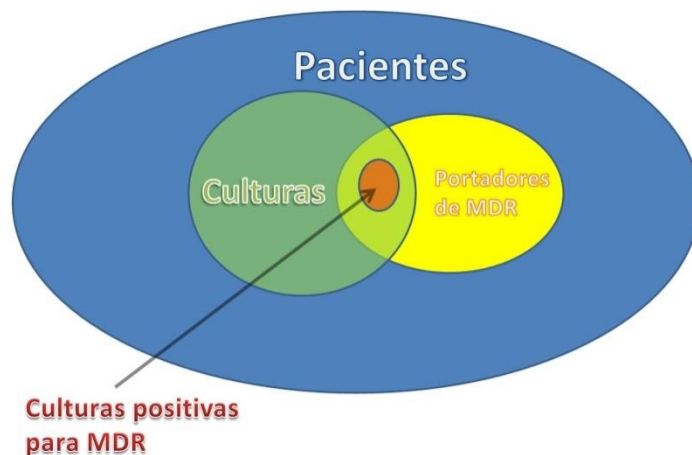 Pacientes
Culturas
Portadores
de MDR
Culturas positivas
para MDR